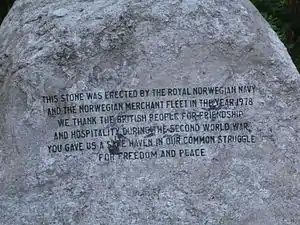 THIS STONE WAS ERECTED BY THE ROYAL NORWEGIAN NAVY
AND THE NORWEGIAN MERCHANT FLEET IN THE YEAR 1978
WE THANK THE BRITISH PEOPLE FOR FRIENDSHIP
AND HOSPITALITY DURING THE SECOND WORLD WAR
YOU GAVE US A SAFE HAVEN IN OUR COMMON STRUGGLE
FOR FREEDOM AND PEACE